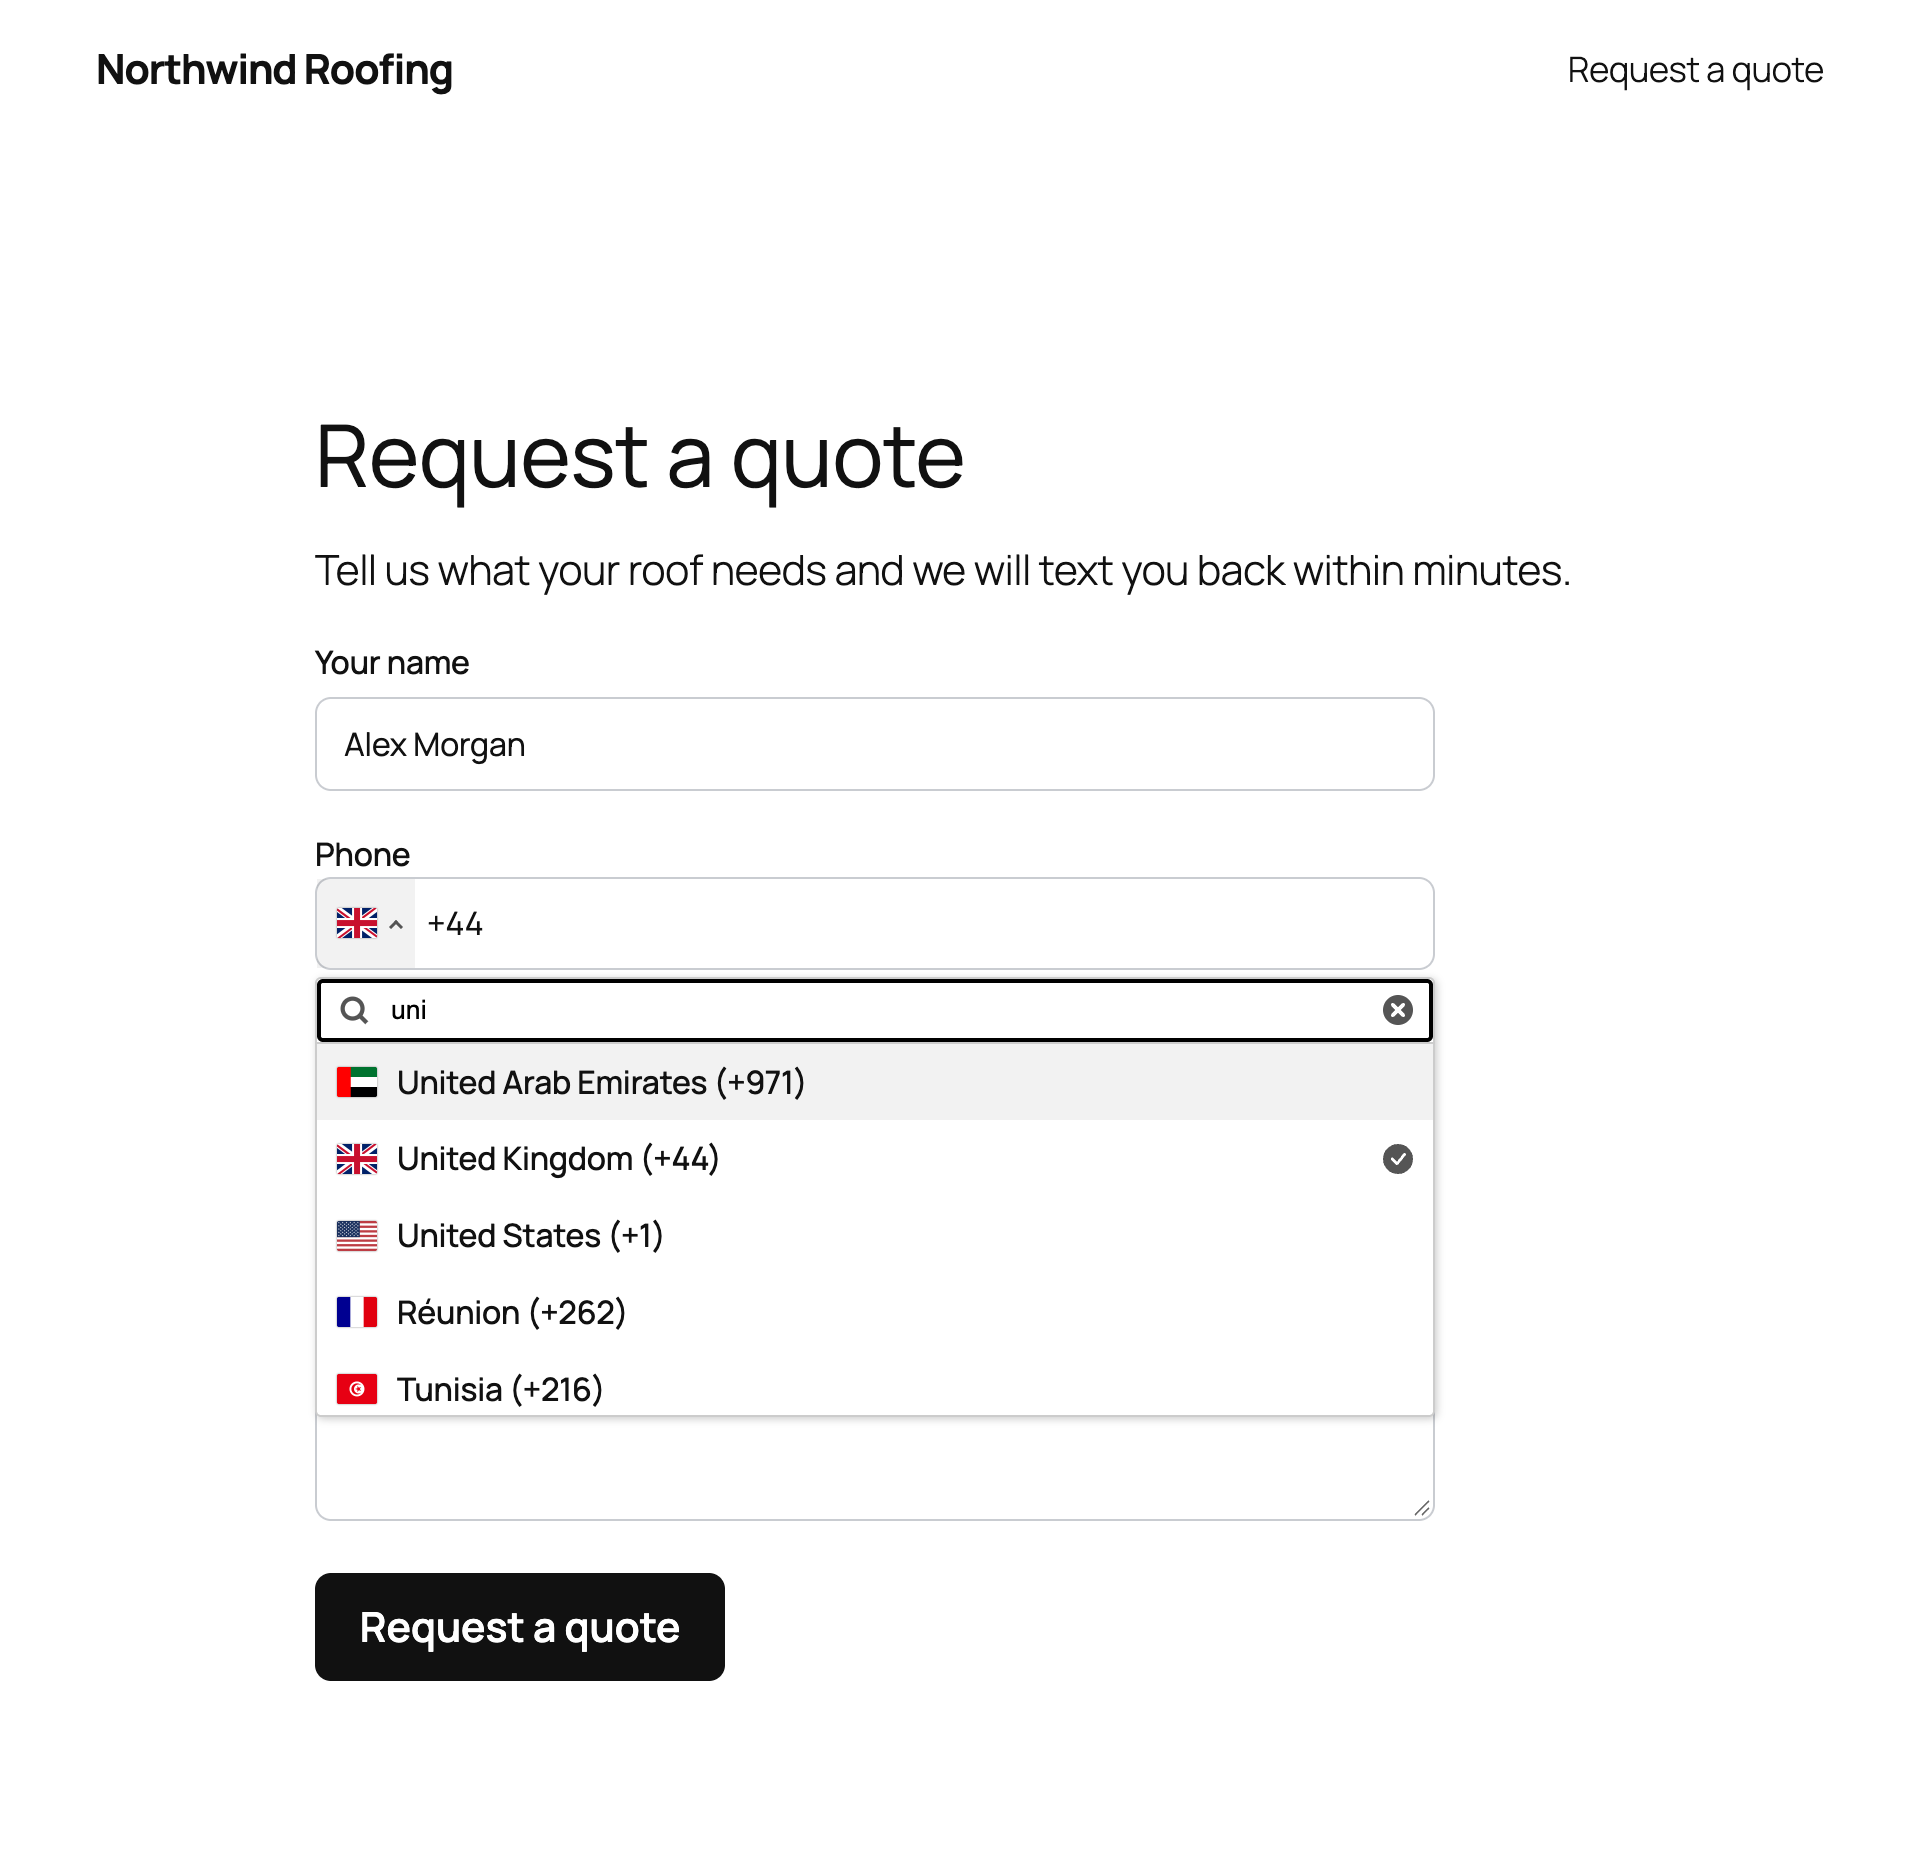 Northwind Roofing
Request a quote
Request a quote
Tell us what your roof needs and we will text you back within minutes.
Your name
Alex Morgan
Phone
+44
uni
United Arab Emirates (+971)
United Kingdom (+44)
United States (+1)
Réunion (+262)
Tunisia (+216)
Request a quote